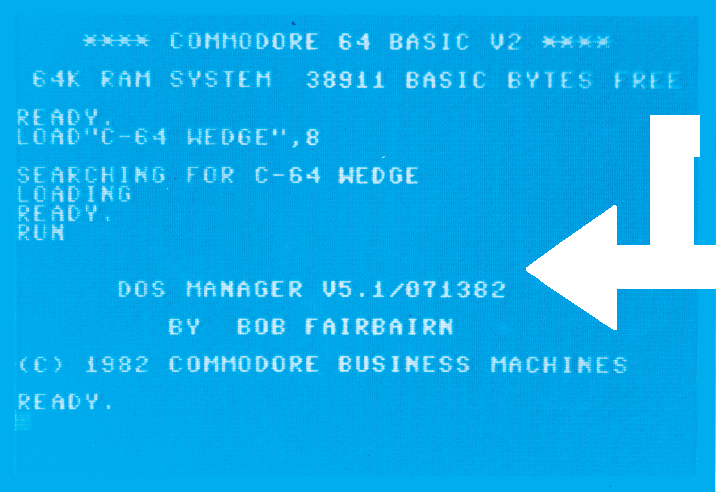 **** COMMODORE 64 BASIC V2 ****
64K RAM SYSTEM 38911 BASIC BYTES FREE
READY.
LOAD"C-64 WEDGE",8
SEARCHING FOR C-64 WEDGE
LOADING
READY.
RUN
DOS MANAGER V5.1/071382
BY BOB FAIRBAIRN
(C) 1982 COMMODORE BUSINESS MACHINES
READY.